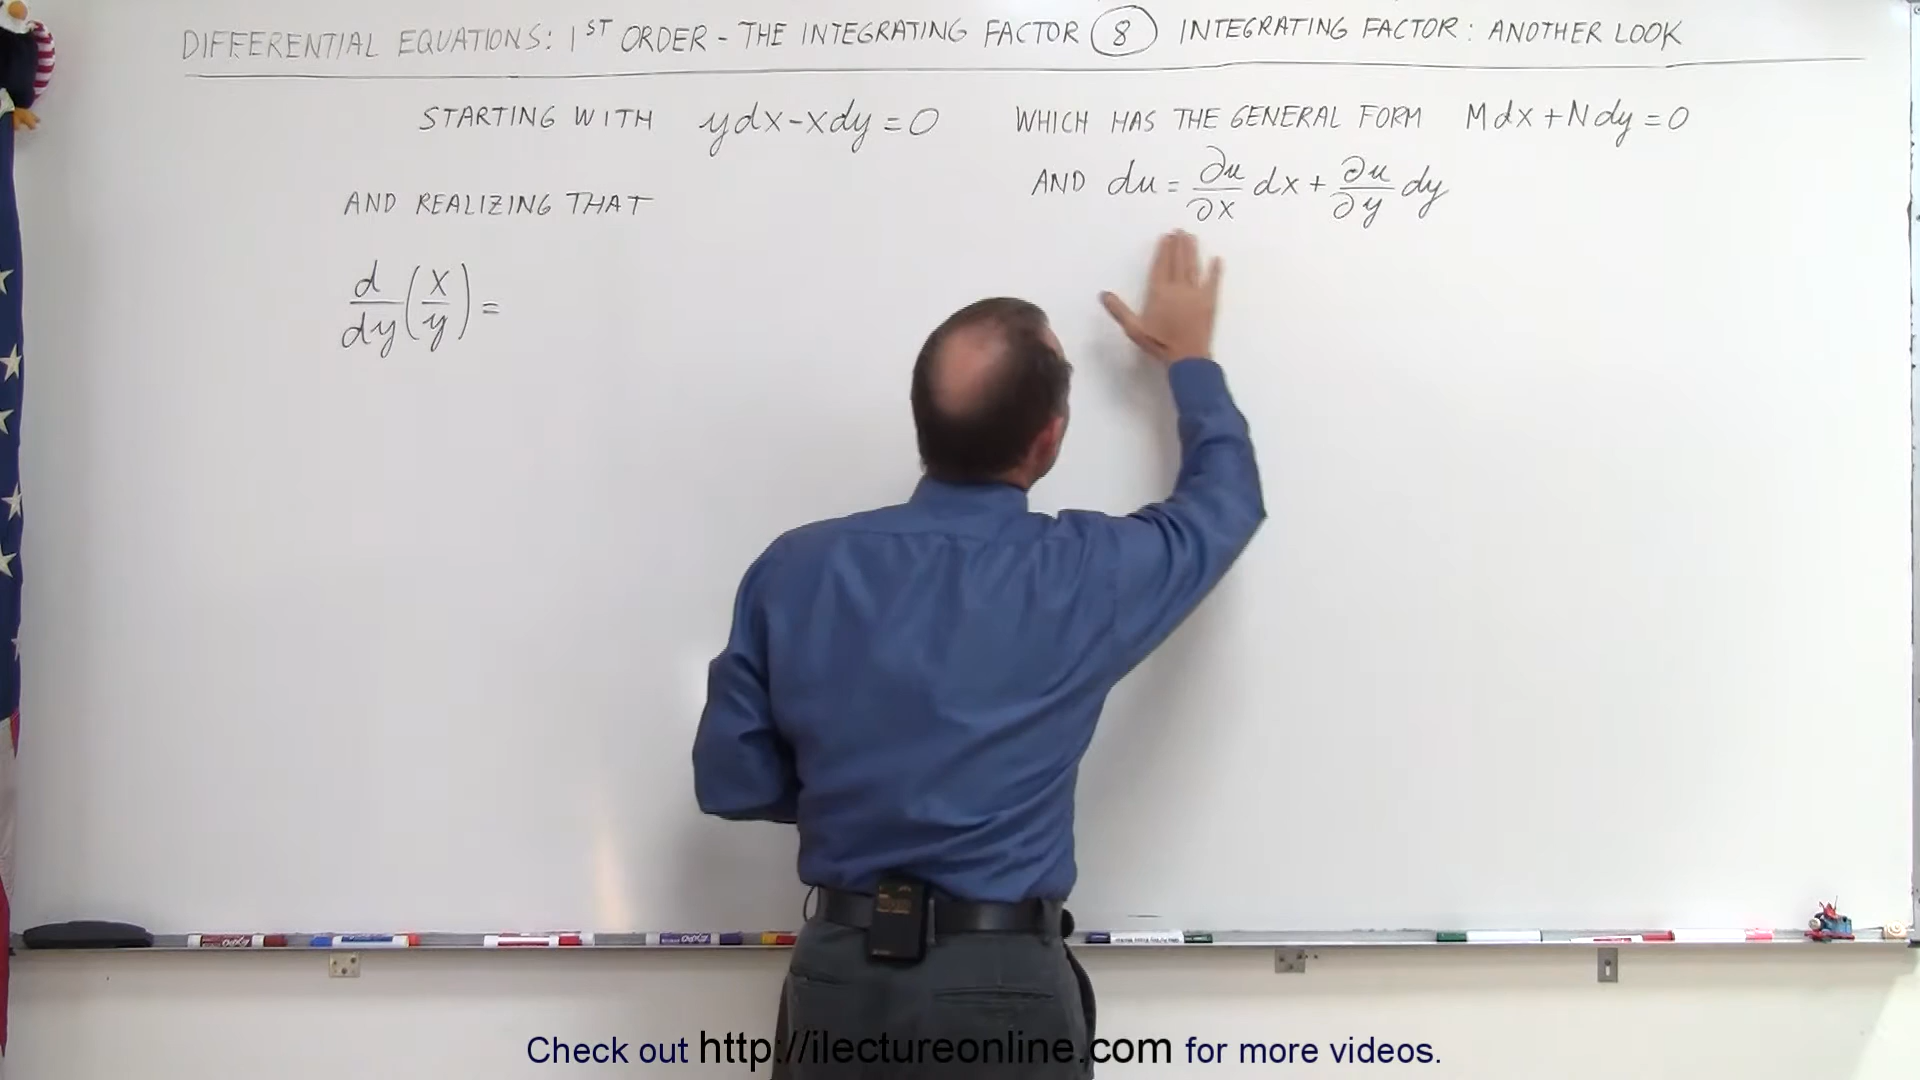 DIFFERENTIAL EQUATIONS: 1ST ORDER - THE INTEGRATING FACTOR 8 INTEGRATING FACTOR: ANOTHER LOOK
STARTING WITH ydx-xdy=0 WHICH HAS THE GENERAL FORM Mdx+Ndy=0
AND REALIZING THAT
AND du = ∂u/∂x dx + ∂u/∂y dy
d/dy (x/y) =
Check out http://ilectureonline.com for more videos.